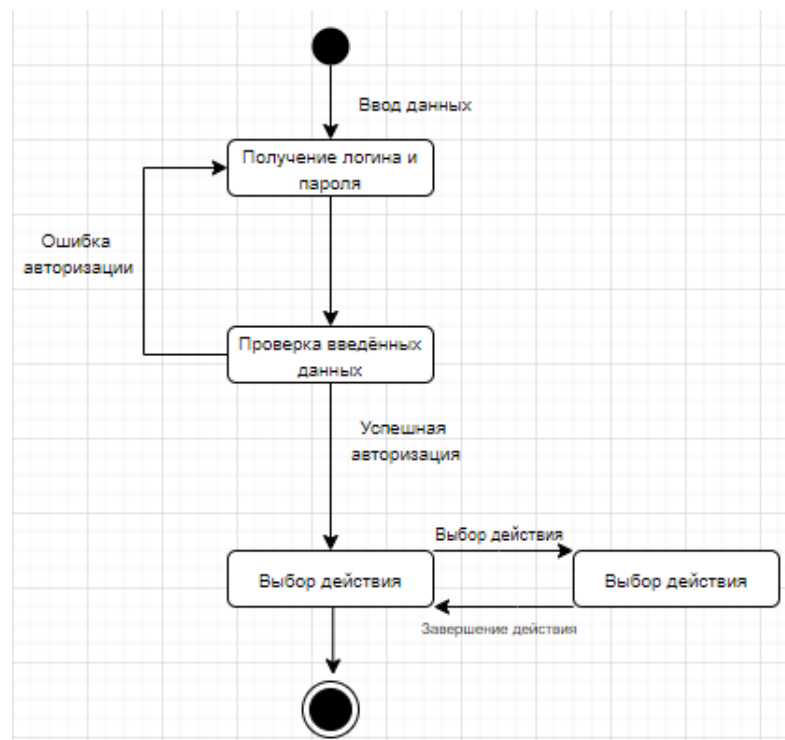 Ввод данных
Получение логина и
пароля
Ошибка
авторизации
Проверка введённых
данных
Успешная
авторизация
Выбор действия
Выбор действия
Выбор действия
Завершение действия